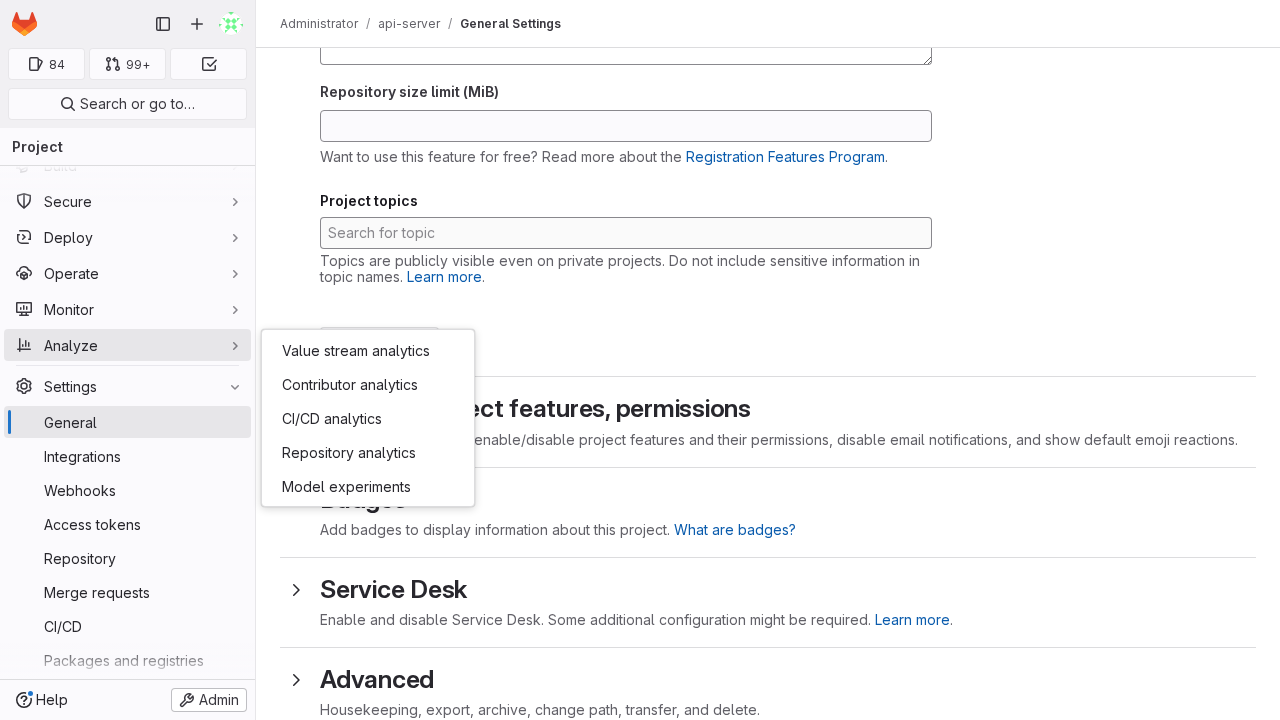 Administrator / api-server / General Settings
84
99+
Search or go to…
Project
Build
Secure
Deploy
Operate
Monitor
Analyze
Settings
General
Integrations
Webhooks
Access tokens
Repository
Merge requests
CI/CD
Packages and registries
Help
Admin
Repository size limit (MiB)
Want to use this feature for free? Read more about the Registration Features Program.
Project topics
Search for topic
Topics are publicly visible even on private projects. Do not include sensitive information in
topic names. Learn more.
Value stream analytics
Contributor analytics
CI/CD analytics
Repository analytics
Model experiments
ect features, permissions
enable/disable project features and their permissions, disable email notifications, and show default emoji reactions.
Badges
Add badges to display information about this project. What are badges?
Service Desk
Enable and disable Service Desk. Some additional configuration might be required. Learn more.
Advanced
Housekeeping, export, archive, change path, transfer, and delete.